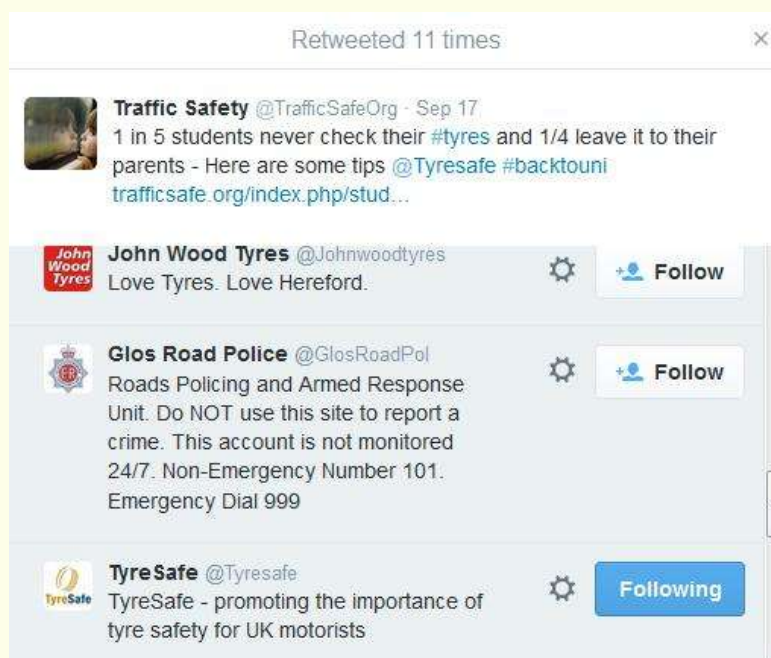 Retweeted 11 times ×
Traffic Safety @TrafficSafeOrg · Sep 17
1 in 5 students never check their #tyres and 1/4 leave it to their
parents - Here are some tips @Tyresafe #backtouni
trafficsafe.org/index.php/stud...
John
Wood
Tyres
John Wood Tyres @Johnwoodtyres
Love Tyres. Love Hereford.
Follow
Glos Road Police @GlosRoadPol
Roads Policing and Armed Response
Unit. Do NOT use this site to report a
crime. This account is not monitored
24/7. Non-Emergency Number 101.
Emergency Dial 999
Follow
TyreSafe
TyreSafe @Tyresafe
TyreSafe - promoting the importance of
tyre safety for UK motorists
Following